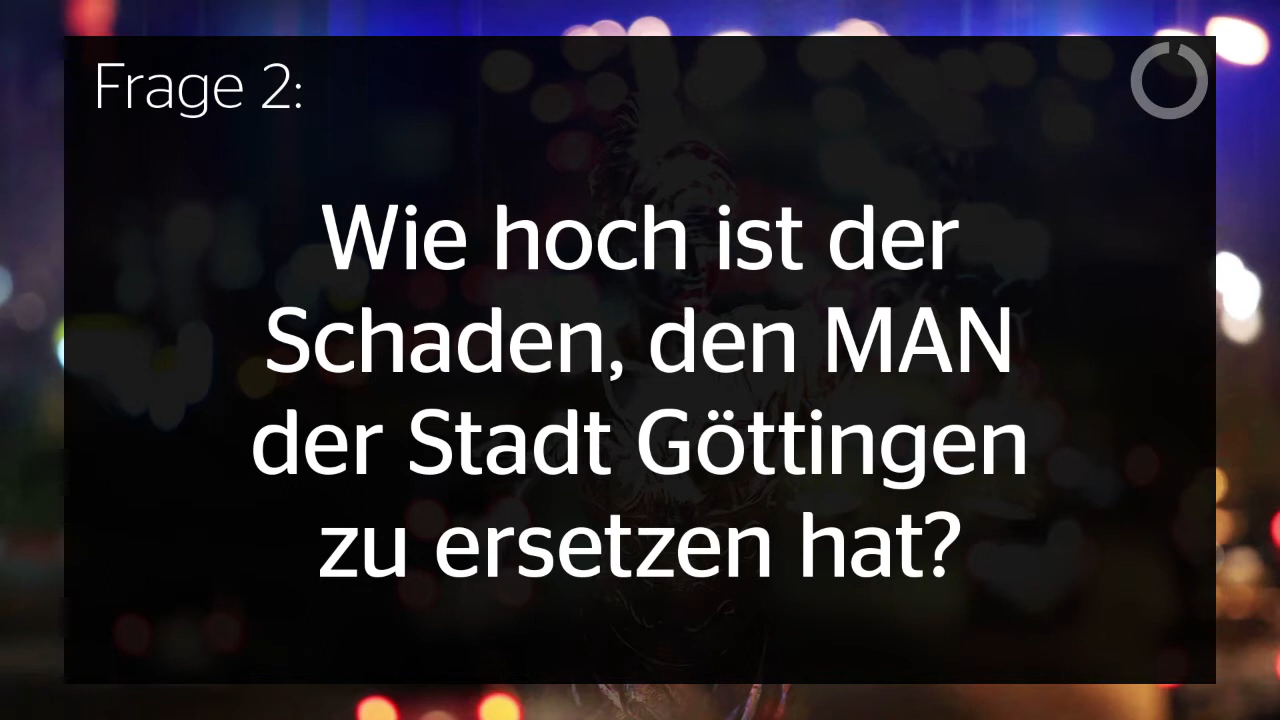 Frage 2:
Wie hoch ist der
Schaden, den MAN
der Stadt Göttingen
zu ersetzen hat?